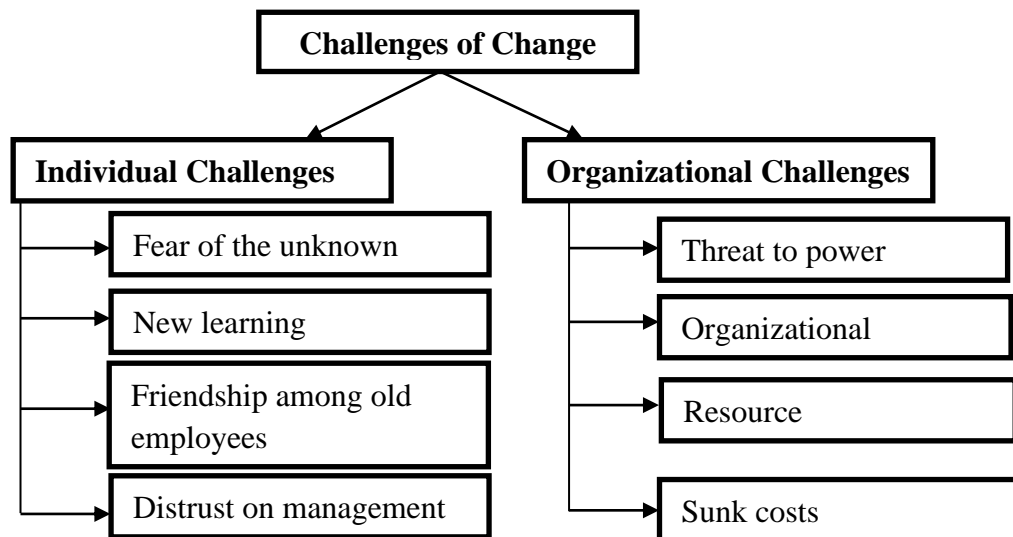 Challenges of Change
Individual Challenges
Fear of the unknown
New learning
Friendship among old
employees
Distrust on management
Organizational Challenges
Threat to power
Organizational
Resource
Sunk costs